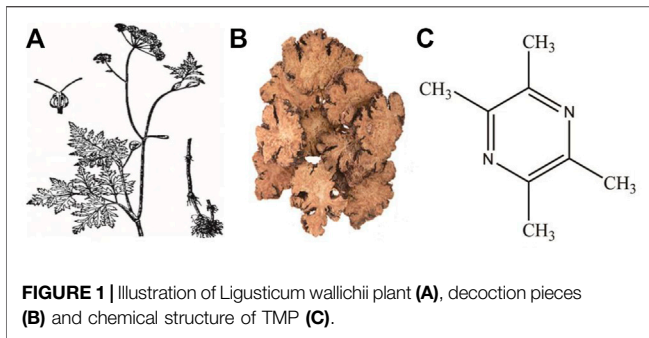 A
B
C
CH₃
CH₃
N
N
CH₃
CH₃
FIGURE 1 | Illustration of Ligusticum wallichii plant (A), decoction pieces
(B) and chemical structure of TMP (C).